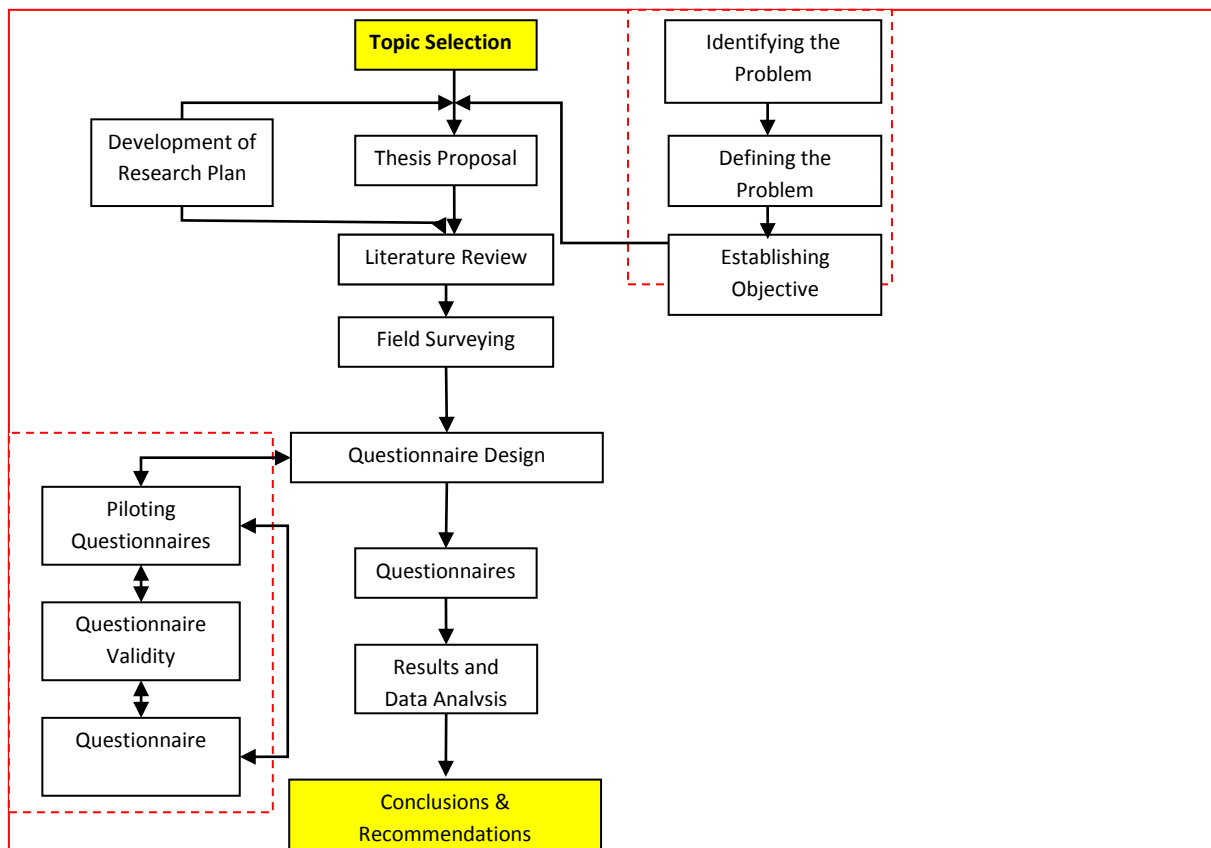 Topic Selection
Identifying the
Problem
Development of
Research Plan
Thesis Proposal
Defining the
Problem
Literature Review
Establishing
Objective
Field Surveying
Questionnaire Design
Piloting
Questionnaires
Questionnaires
Questionnaire
Validity
Results and
Data Analysis
Questionnaire
Conclusions &
Recommendations